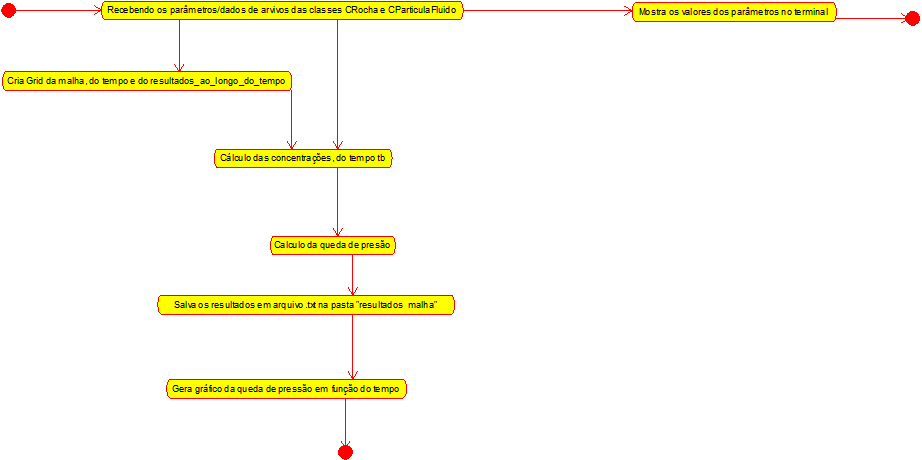 Recebendo os parâmetros/dados de arvivos das classes CRocha e CParticulaFluido
Mostra os valores dos parâmetros no terminal
Cria Grid da malha, do tempo e do resultados_ao_longo_do_tempo
Cálculo das concentrações, do tempo tb
Calculo da queda de presão
Salva os resultados em arquivo .txt na pasta "resultados_malha"
Gera gráfico da queda de pressão em função do tempo